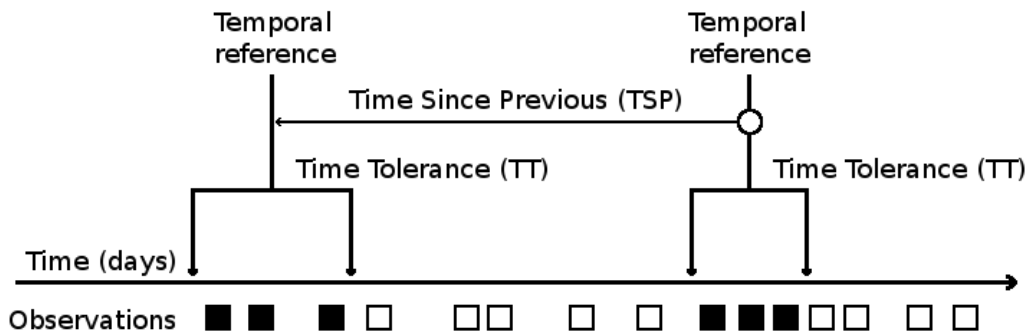 Temporal
reference
Temporal
reference
Time Since Previous (TSP)
Time Tolerance (TT)
Time Tolerance (TT)
Time (days)
Observations